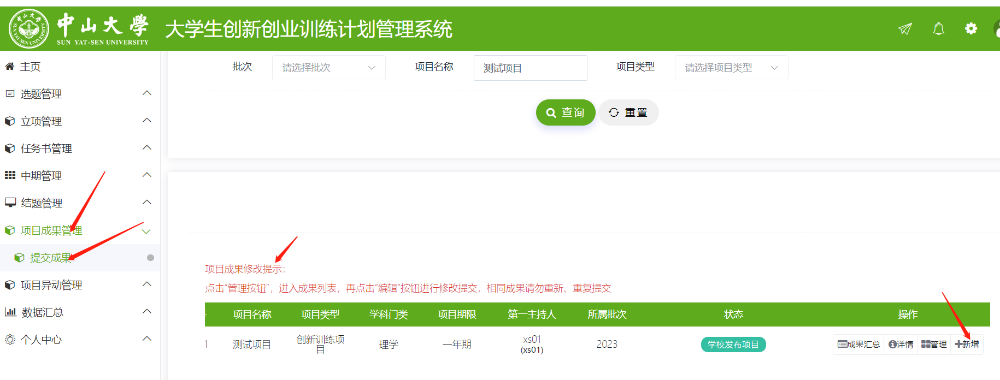 中山大學
SUN YAT-SEN UNIVERSITY
大学生创新创业训练计划管理系统
主页
选题管理
立项管理
任务书管理
中期管理
结题管理
项目成果管理
提交成果
项目异动管理
数据汇总
个人中心
批次 请选择批次 项目名称 测试项目 项目类型 请选择项目类型
查询 重置
项目成果修改提示：
点击“管理按钮”，进入成果列表，再点击“编辑”按钮进行修改提交，相同成果请勿重新、重复提交
项目名称 项目类型 学科门类 项目期限 第一主持人 所属批次 状态 操作
1 测试项目 创新训练项目 理学 一年期 xs01 (xs01) 2023 学校发布项目 成果汇总 详情 管理 新增